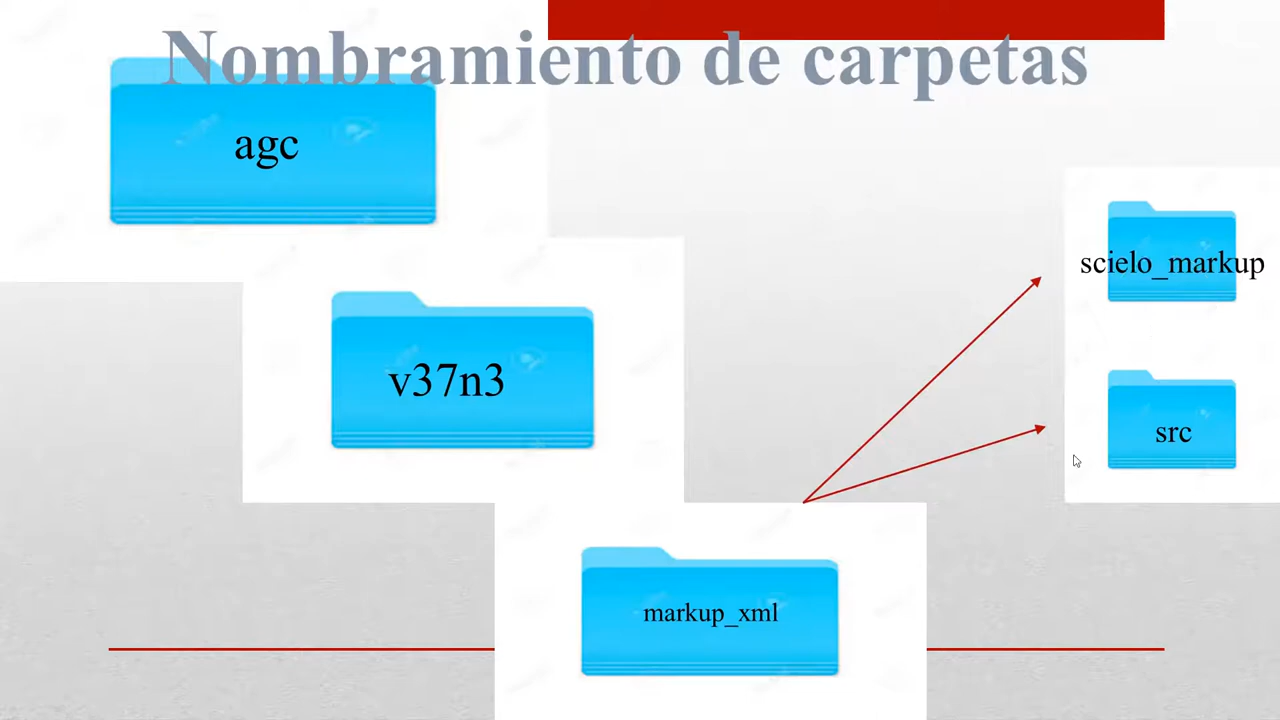 Nombramiento de carpetas
agc
v37n3
markup_xml
scielo_markup
src